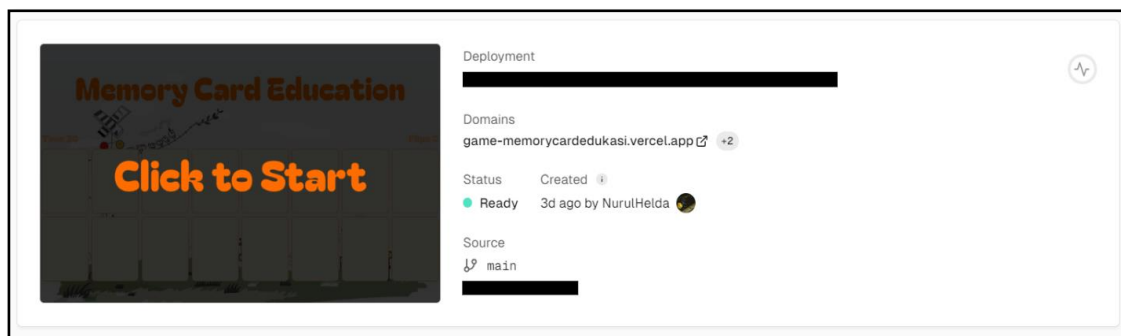 Memory Card Education
Click to Start
Deployment
Domains
game-memorycardedukasi.vercel.app +2
Status Created
Ready 3d ago by NurulHelda
Source
main